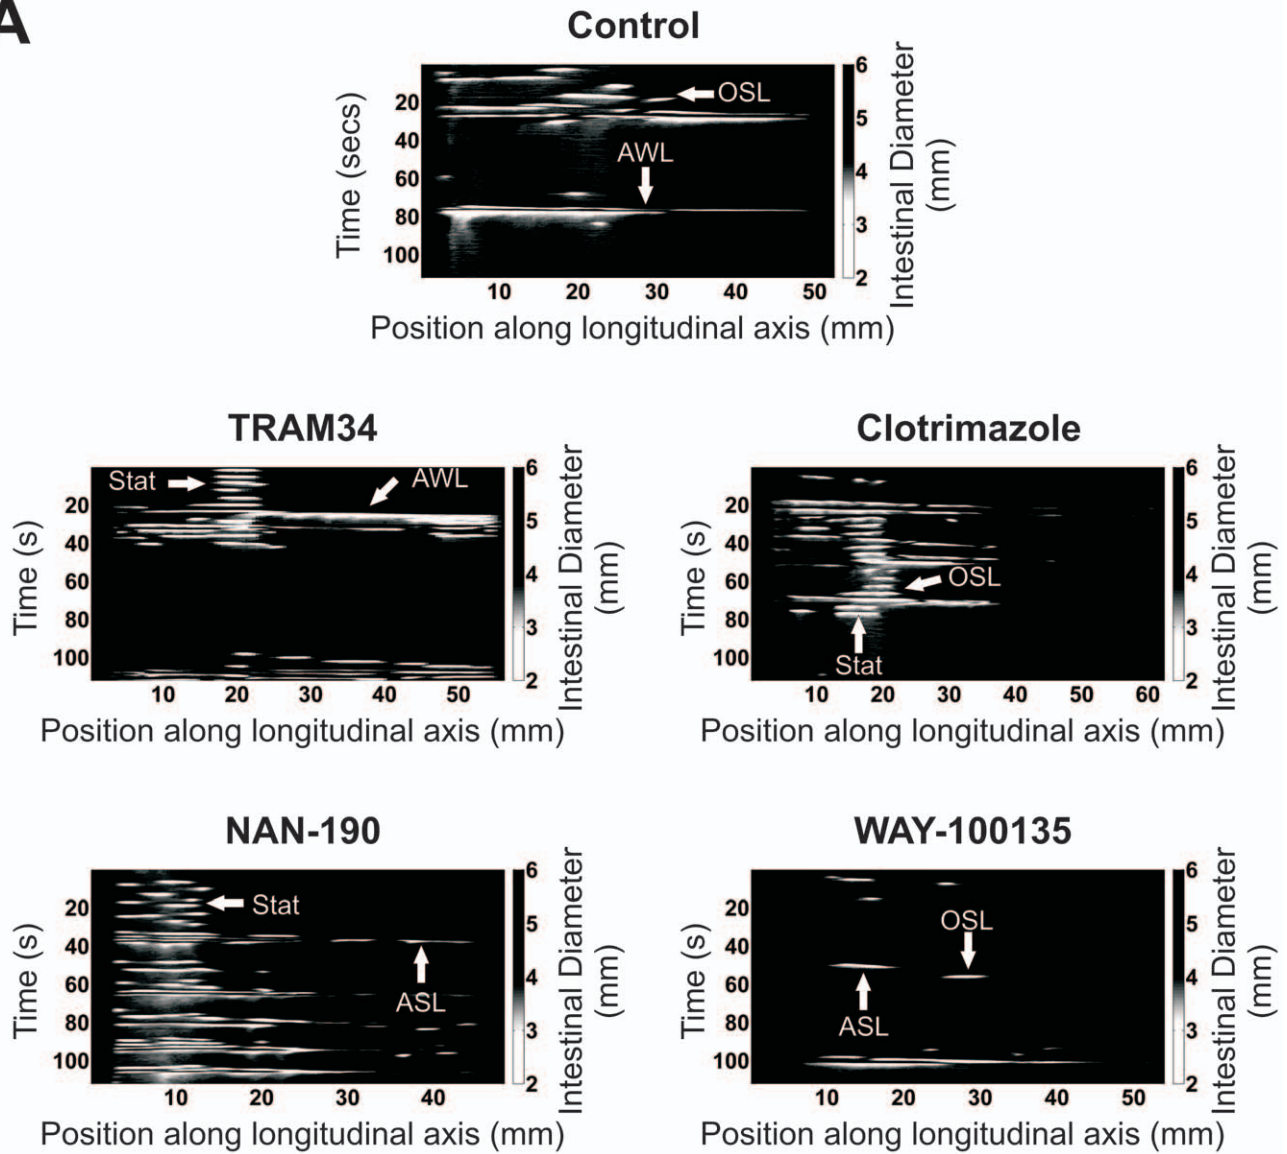 A
Control
Time (secs)
20
40
60
80
100
OSL
AWL
6
5
4
3
2
Intestinal Diameter
(mm)
10 20 30 40 50
Position along longitudinal axis (mm)
TRAM34
Time (s)
20
40
60
80
100
Stat
AWL
6
5
4
3
2
Intestinal Diameter
(mm)
10 20 30 40 50
Position along longitudinal axis (mm)
Clotrimazole
Time (s)
20
40
60
80
100
OSL
Stat
6
5
4
3
2
Intestinal Diameter
(mm)
10 20 30 40 50 60
Position along longitudinal axis (mm)
NAN-190
Time (s)
20
40
60
80
100
Stat
ASL
6
5
4
3
2
Intestinal Diameter
(mm)
10 20 30 40
Position along longitudinal axis (mm)
WAY-100135
Time (s)
20
40
60
80
100
OSL
ASL
6
5
4
3
2
Intestinal Diameter
(mm)
10 20 30 40 50
Position along longitudinal axis (mm)